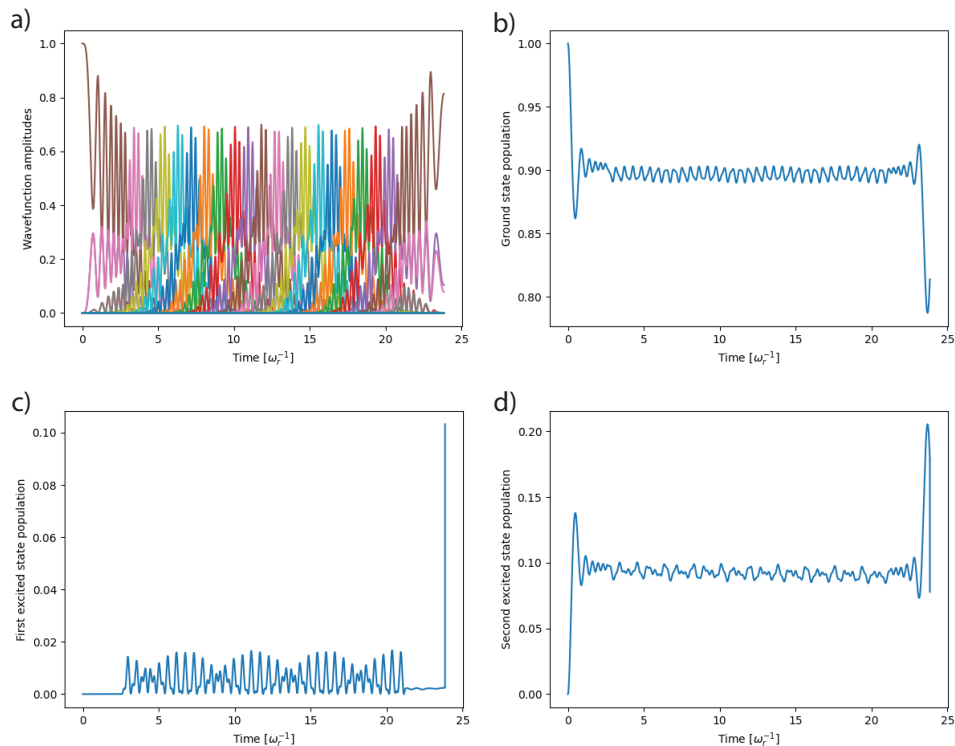 a)
1.0
0.8
0.6
0.4
0.2
0.0
Wavefunction amplitudes
0 5 10 15 20 25
Time [ω_r^{-1}]
b)
1.00
0.95
0.90
0.85
0.80
Ground state population
0 5 10 15 20 25
Time [ω_r^{-1}]
c)
0.10
0.08
0.06
0.04
0.02
0.00
First excited state population
0 5 10 15 20 25
Time [ω_r^{-1}]
d)
0.20
0.15
0.10
0.05
0.00
Second excited state population
0 5 10 15 20 25
Time [ω_r^{-1}]